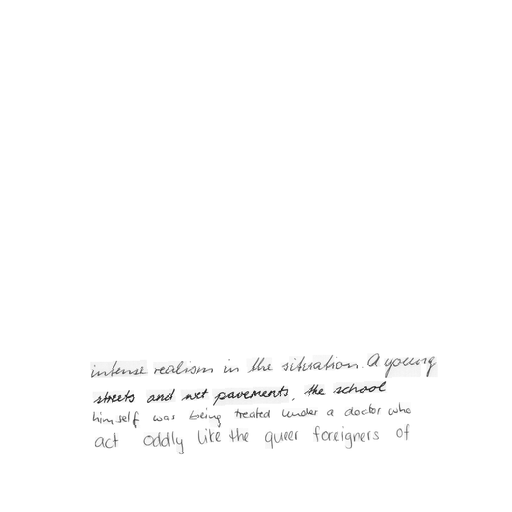 intense realism in the situation. A young
streets and wet pavements, the school
himself was being treated under a doctor who
act oddly like the queer foreigners of